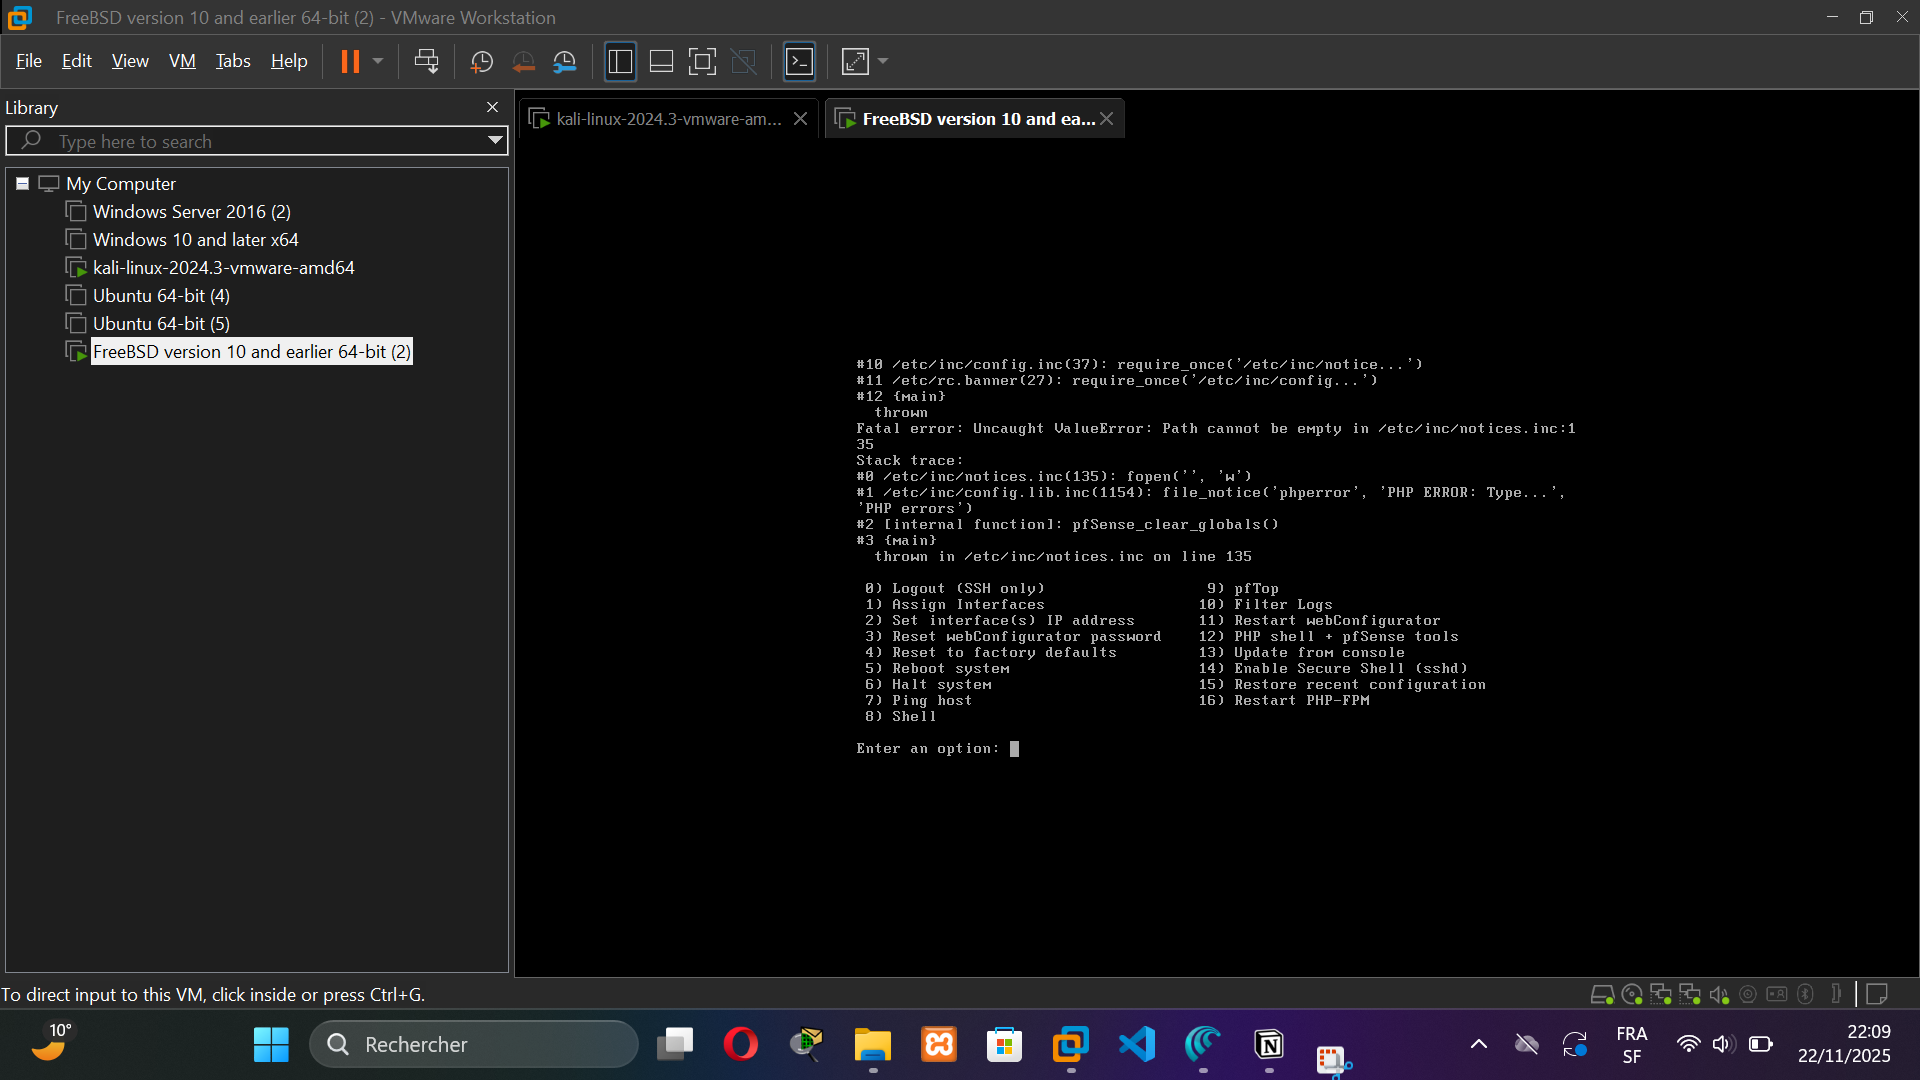 FreeBSD version 10 and earlier 64-bit (2) - VMware Workstation
File Edit View VM Tabs Help
Library
Type here to search
My Computer
Windows Server 2016 (2)
Windows 10 and later x64
kali-linux-2024.3-vmware-amd64
Ubuntu 64-bit (4)
Ubuntu 64-bit (5)
FreeBSD version 10 and earlier 64-bit (2)
kali-linux-2024.3-vmware-am...
FreeBSD version 10 and ea...
#10 /etc/inc/config.inc(37): require_once('/etc/inc/notice...')
#11 /etc/rc.banner(27): require_once('/etc/inc/config...')
#12 {main}
thrown
Fatal error: Uncaught ValueError: Path cannot be empty in /etc/inc/notices.inc:1
35
Stack trace:
#0 /etc/inc/notices.inc(135): fopen('', 'w')
#1 /etc/inc/config.lib.inc(1154): file_notice('phperror', 'PHP ERROR: Type...',
'PHP errors')
#2 [internal function]: pfSense_clear_globals()
#3 {main}
thrown in /etc/inc/notices.inc on line 135
0) Logout (SSH only) 9) pfTop
1) Assign Interfaces 10) Filter Logs
2) Set interface(s) IP address 11) Restart webConfigurator
3) Reset webConfigurator password 12) PHP shell + pfSense tools
4) Reset to factory defaults 13) Update from console
5) Reboot system 14) Enable Secure Shell (sshd)
6) Halt system 15) Restore recent configuration
7) Ping host 16) Restart PHP-FPM
8) Shell
Enter an option:
To direct input to this VM, click inside or press Ctrl+G.
10°
Rechercher
FRA
SF
22:09
22/11/2025